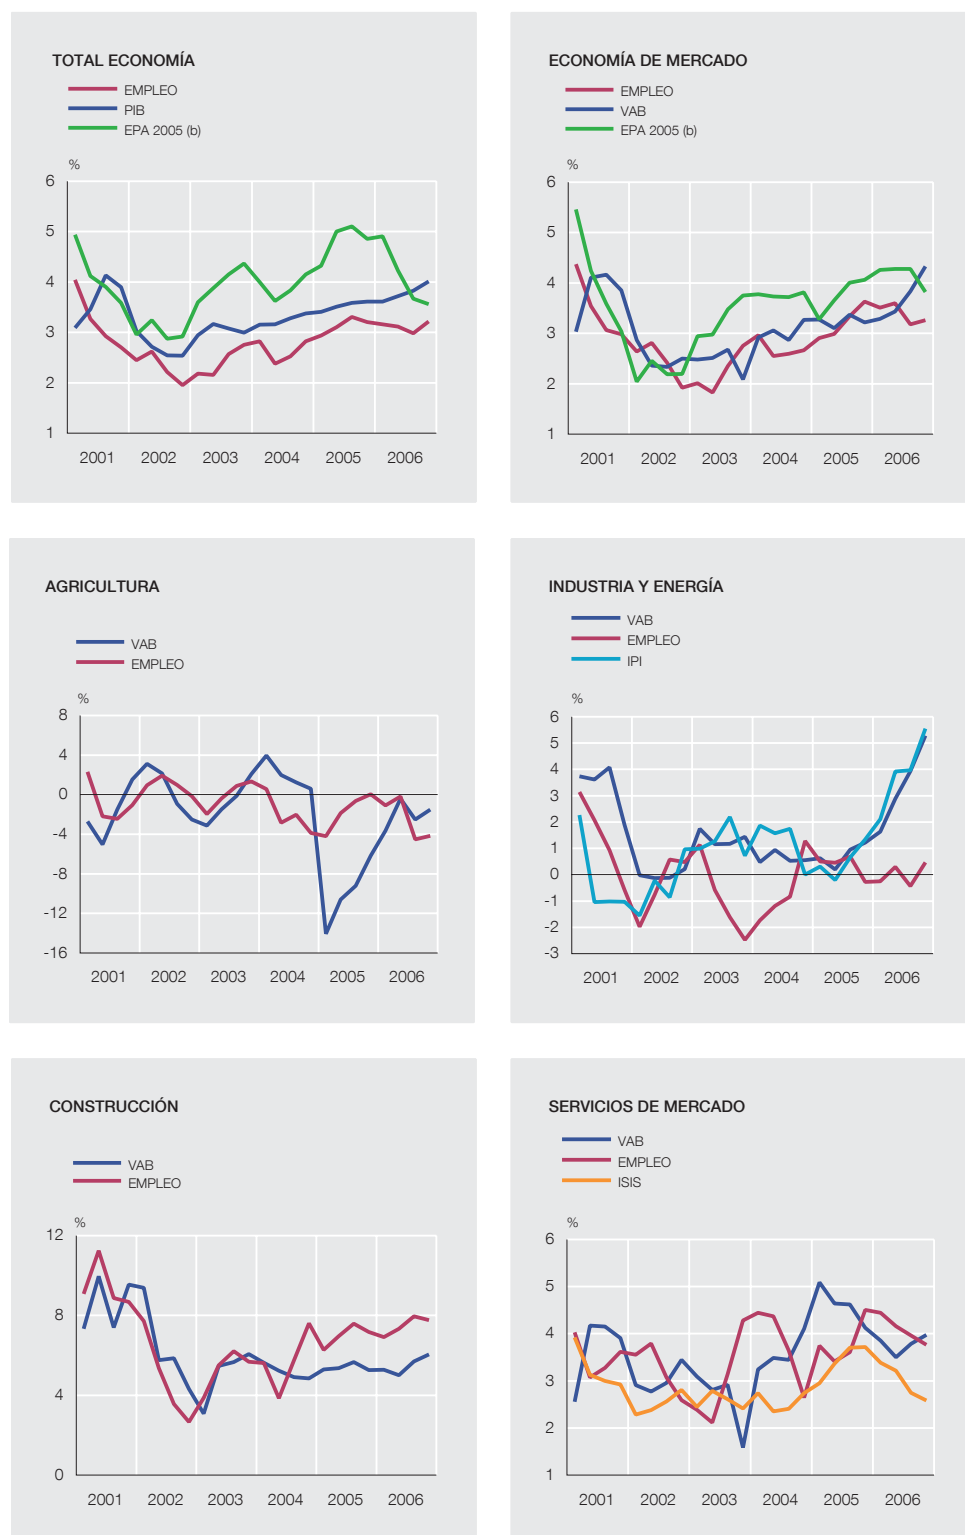 TOTAL ECONOMÍA
EMPLEO
PIB
EPA 2005 (b)
%
6
5
4
3
2
1
2001 2002 2003 2004 2005 2006
ECONOMÍA DE MERCADO
EMPLEO
VAB
EPA 2005 (b)
%
6
5
4
3
2
1
2001 2002 2003 2004 2005 2006
AGRICULTURA
VAB
EMPLEO
%
8
4
0
-4
-8
-12
-16
2001 2002 2003 2004 2005 2006
INDUSTRIA Y ENERGÍA
VAB
EMPLEO
IPI
%
6
5
4
3
2
1
0
-1
-2
-3
2001 2002 2003 2004 2005 2006
CONSTRUCCIÓN
VAB
EMPLEO
%
12
8
4
0
2001 2002 2003 2004 2005 2006
SERVICIOS DE MERCADO
VAB
EMPLEO
ISIS
%
6
5
4
3
2
1
2001 2002 2003 2004 2005 2006